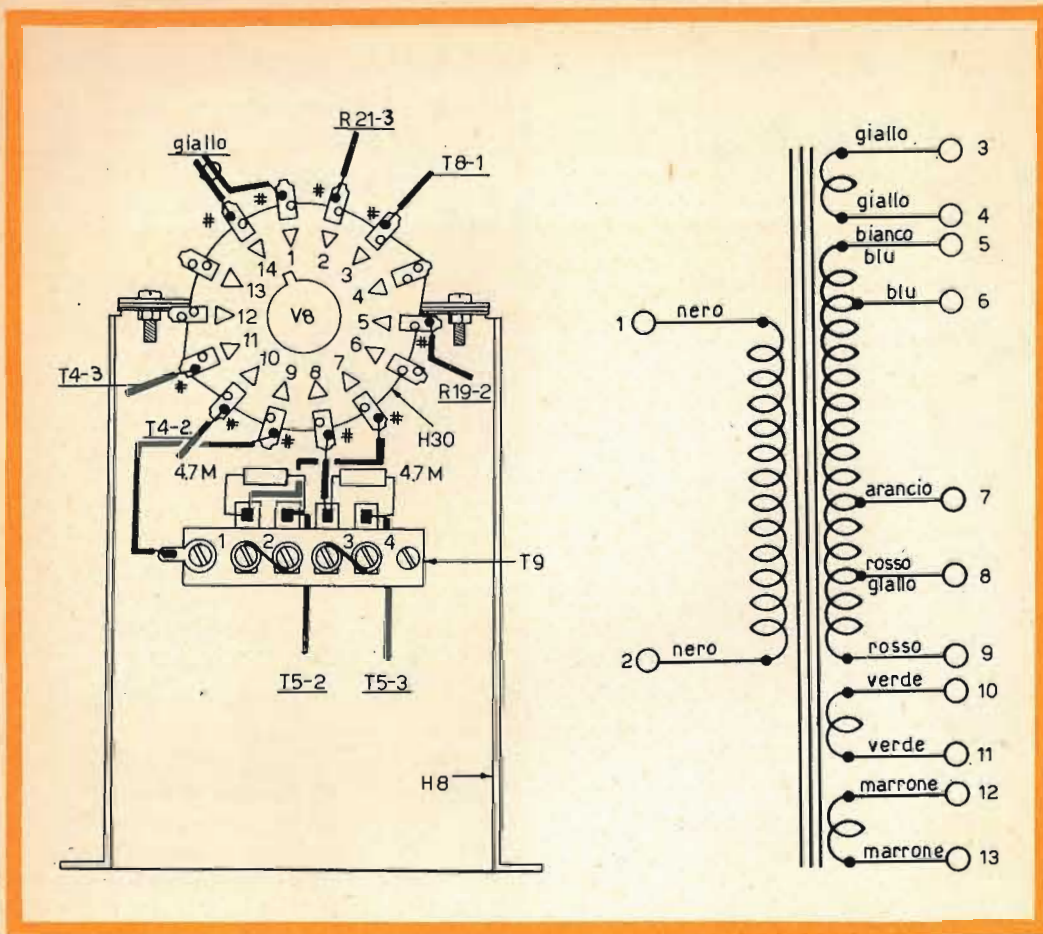 giallo
R 21-3
T8-1
1
2
3
4
5
6
7
8
9
10
11
12
13
14
V8
#
#
#
#
#
#
#
#
#
#
T4-3
R19-2
T4-2
H30
4.7 M
4.7 M
1
2
3
4
T9
T5-2
T5-3
H8
1
nero
2
nero
giallo 3
giallo 4
bianco 5
blu
blu 6
arancio 7
rosso 8
giallo
rosso 9
verde 10
verde 11
marrone 12
marrone 13